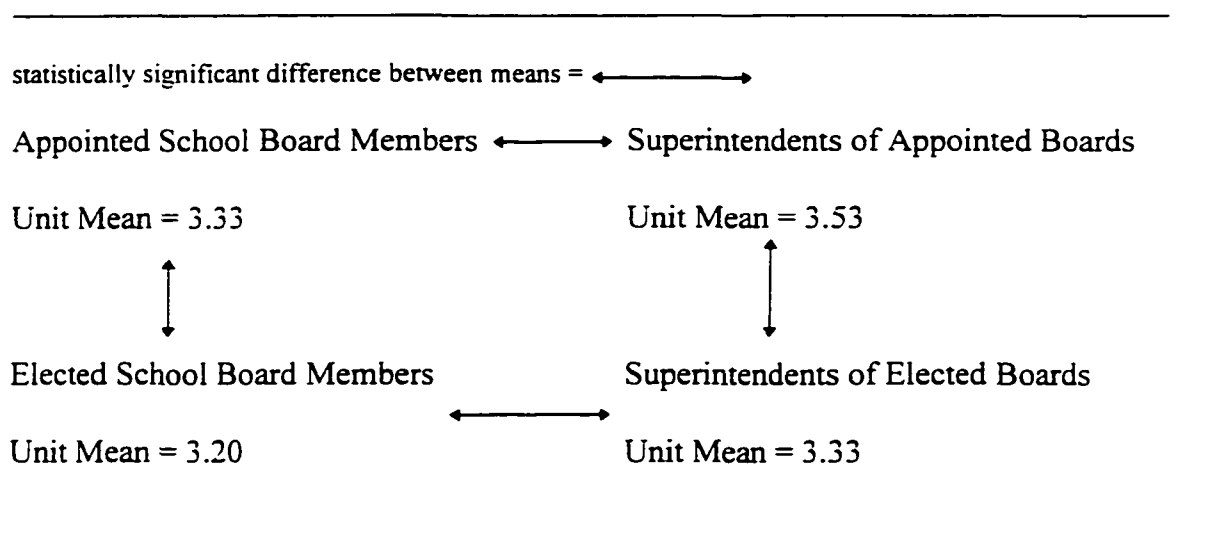 statistically significant difference between means =
Appointed School Board Members Superintendents of Appointed Boards
Unit Mean = 3.33 Unit Mean = 3.53
Elected School Board Members Superintendents of Elected Boards
Unit Mean = 3.20 Unit Mean = 3.33